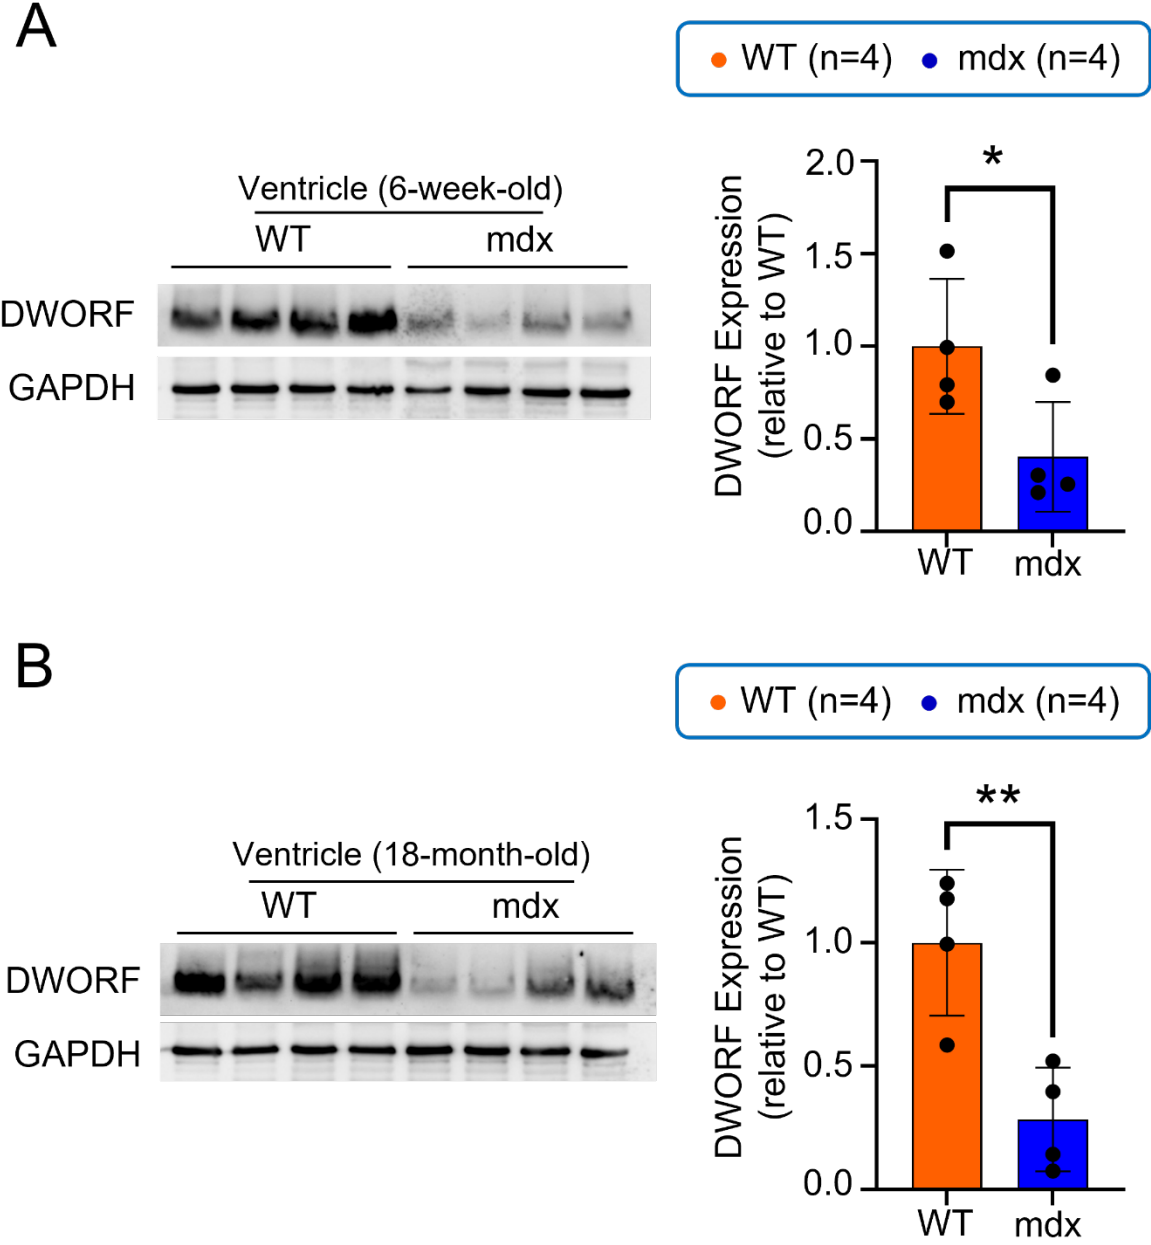 A
WT (n=4) mdx (n=4)
Ventricle (6-week-old)
WT mdx
DWORF
GAPDH
DWORF Expression
(relative to WT)
2.0
1.5
1.0
0.5
0.0
*
WT mdx
B
WT (n=4) mdx (n=4)
Ventricle (18-month-old)
WT mdx
DWORF
GAPDH
DWORF Expression
(relative to WT)
1.5
1.0
0.5
0.0
**
WT mdx